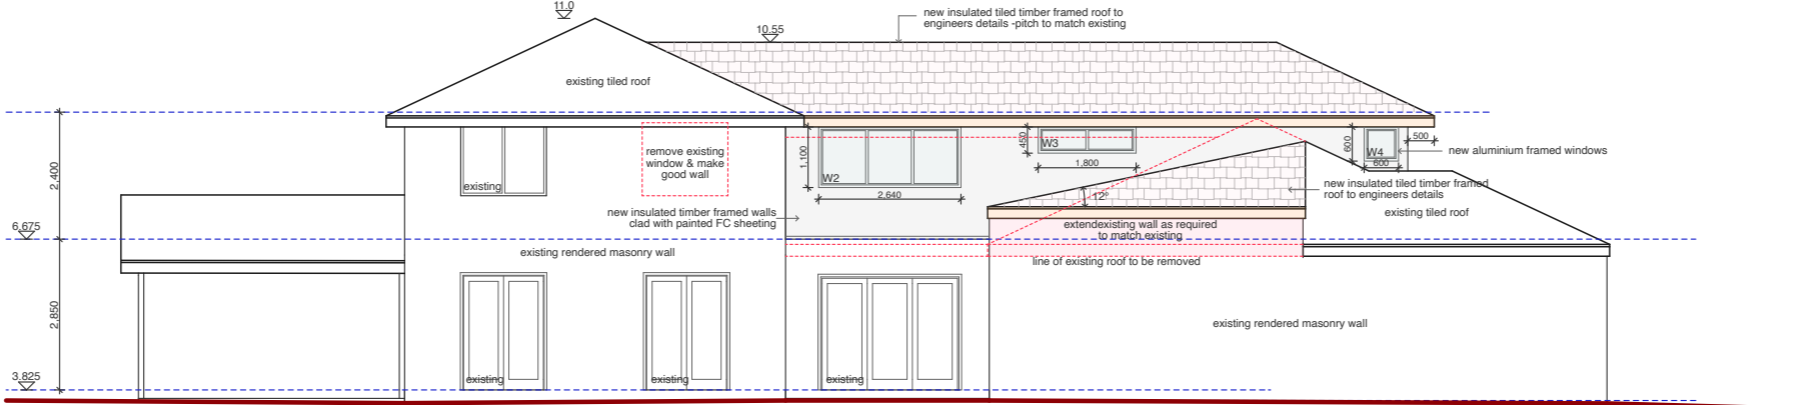 11.0
new insulated tiled timber framed roof to
engineers details -pitch to match existing
10.55
existing tiled roof
2,400
remove existing
window & make
good wall
existing
1,100
W2
2,640
450
W3
1,800
600
W4
600
500
new aluminium framed windows
12°
new insulated tiled timber framed
roof to engineers details
existing tiled roof
new insulated timber framed walls
clad with painted FC sheeting
extendexisting wall as required
to match existing
6,675
existing rendered masonry wall
line of existing roof to be removed
2,850
existing rendered masonry wall
3.825
existing
existing
existing